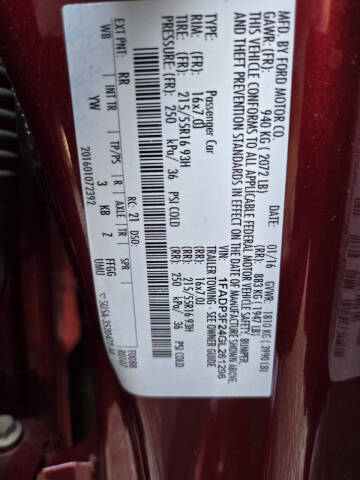 MFD. BY FORD MOTOR CO.
DATE: 01/16 GVWR: 1810 KG ( 3990 LB)
GAWR: (FR): 940 KG ( 2072 LB) (RR): 883 KG ( 1947 LB)
THIS VEHICLE CONFORMS TO ALL APPLICABLE FEDERAL MOTOR VEHICLE SAFETY, BUMPER,
AND THEFT PREVENTION STANDARDS IN EFFECT ON THE DATE OF MANUFACTURE SHOWN ABOVE.
VIN: 1FADP3F24GL261296
TYPE: Passenger Car TRAILER TOWING - SEE OWNER GUIDE
RIM: (FR): 16x7.0J (RR): 16x7.0J
TIRE: (FR): 215/55R16 93H (RR): 215/55R16 93H
PRESSURE: (FR): 250 kPa/ 36 PSI COLD (RR): 250 kPa/ 36 PSI COLD
EXT PNT: RR RC: 21 DSO:
WB INT TR TP/PS R AXLE TR SPR
YW 3 KB Z FFGG
201601072392
UMU